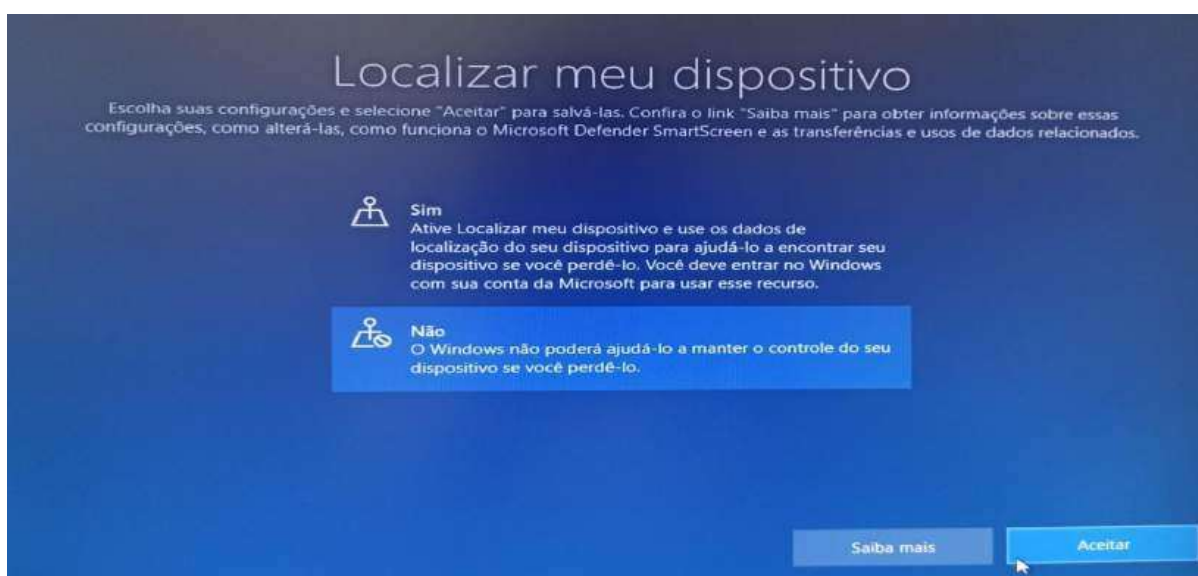 Localizar meu dispositivo
Escolha suas configurações e selecione "Aceitar" para salvá-las. Confira o link "Saiba mais" para obter informações sobre essas
configurações, como alterá-las, como funciona o Microsoft Defender SmartScreen e as transferências e usos de dados relacionados.
Sim
Ative Localizar meu dispositivo e use os dados de
localização do seu dispositivo para ajudá-lo a encontrar seu
dispositivo se você perdê-lo. Você deve entrar no Windows
com sua conta da Microsoft para usar esse recurso.
Não
O Windows não poderá ajudá-lo a manter o controle do seu
dispositivo se você perdê-lo.
Saiba mais
Aceitar